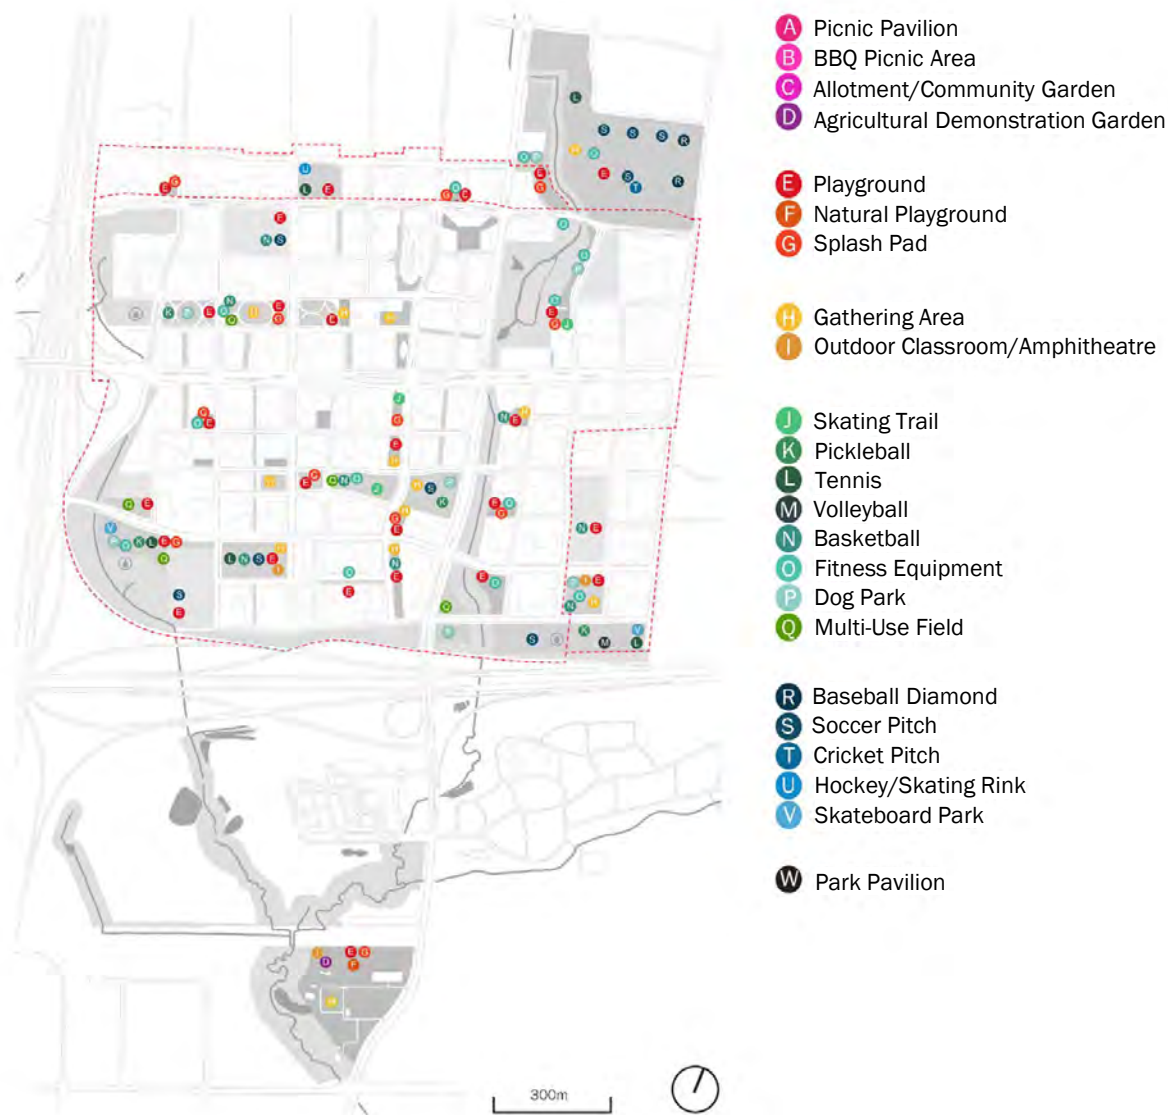 A Picnic Pavilion
B BBQ Picnic Area
C Allotment/Community Garden
D Agricultural Demonstration Garden
E Playground
F Natural Playground
G Splash Pad
H Gathering Area
I Outdoor Classroom/Amphitheatre
J Skating Trail
K Pickleball
L Tennis
M Volleyball
N Basketball
O Fitness Equipment
P Dog Park
Q Multi-Use Field
R Baseball Diamond
S Soccer Pitch
T Cricket Pitch
U Hockey/Skating Rink
V Skateboard Park
W Park Pavilion
L
S S S R
O P H Q
E E S T R
G
U
E G L E G O E
O
E
N S
O
P
K P L O N Q U E G E H
O
E
G J
J
G
G
O E
N E H
E
H
E G Q N O J H S P K
Q E
E O G
H
G
E
V
P O K L E G
Q
L N S E H I
H
N
E
O
E
E O
N E
P I E
O H
N
S
E
Q
P S
K M V L
I D E G F
H
300m